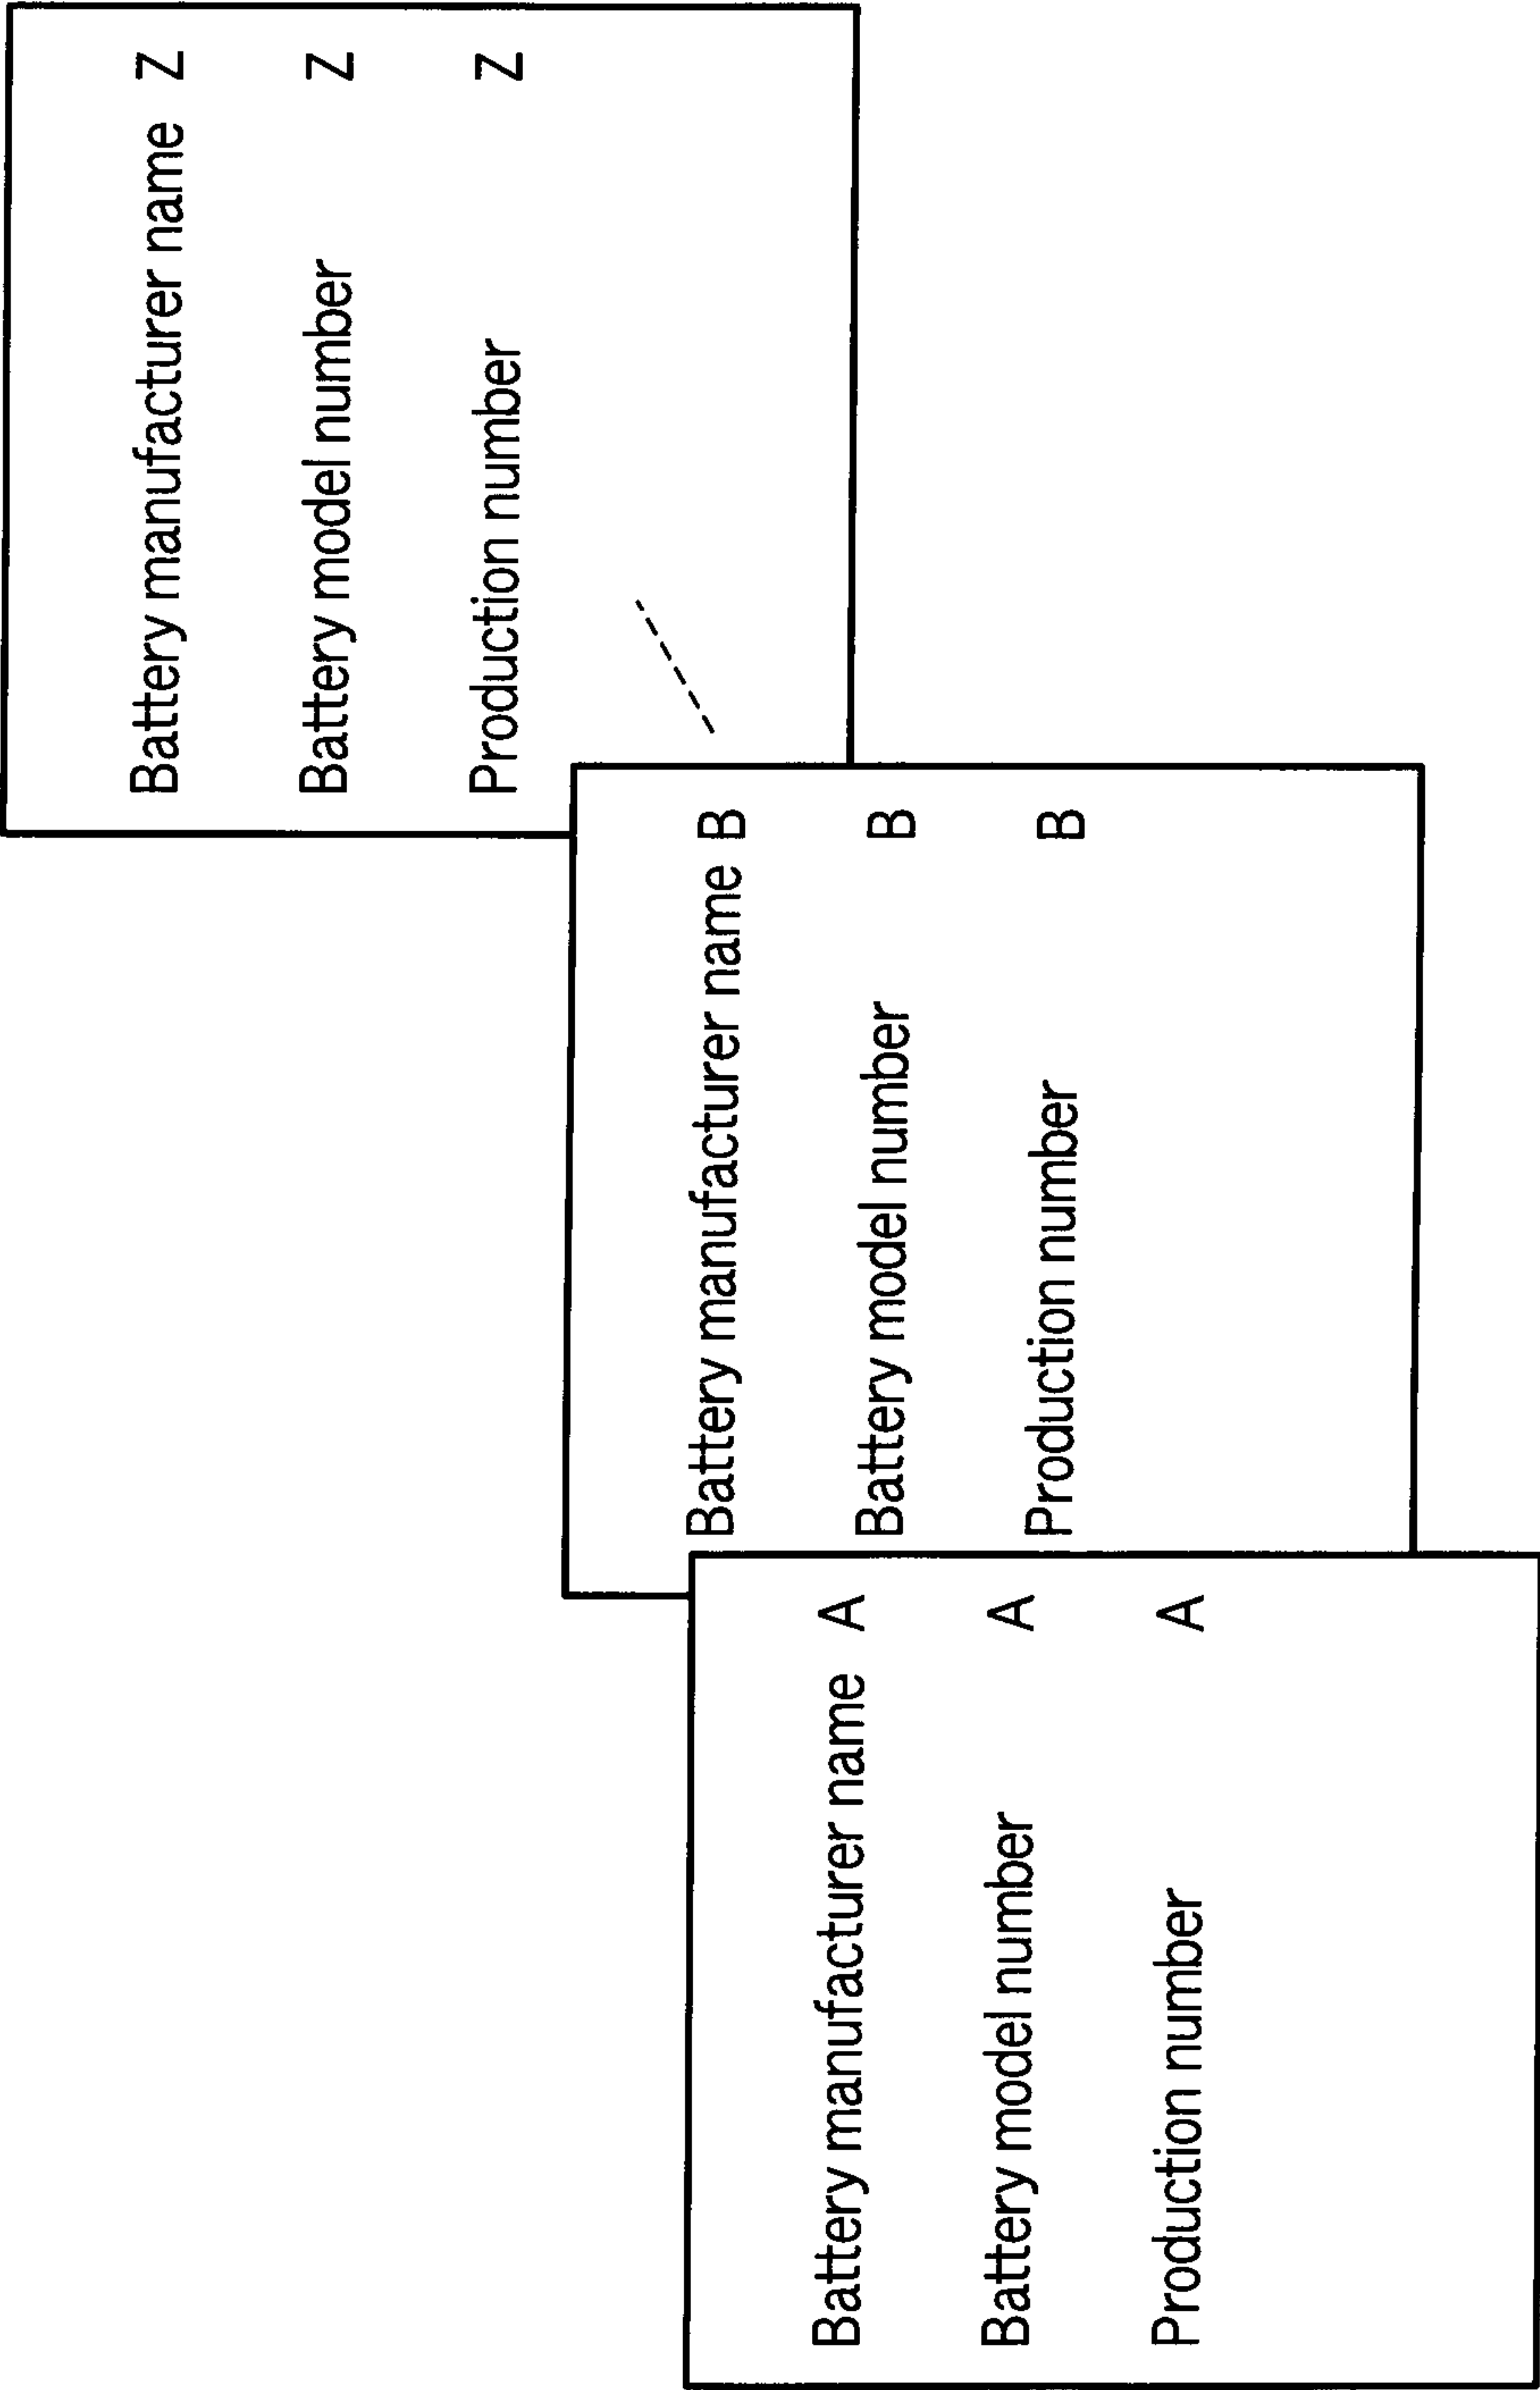 Battery manufacturer name A
Battery model number A
Production number A
Battery manufacturer name B
Battery model number B
Production number B
Battery manufacturer name Z
Battery model number Z
Production number Z